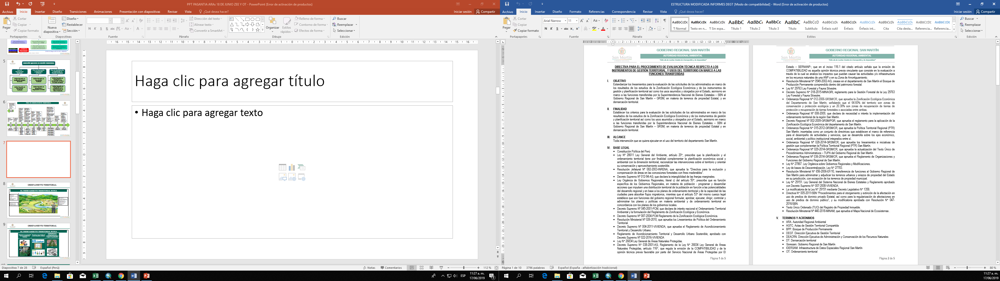 PPT PASANTIA ARAs 18 DE JUNIO ZEE Y OT - PowerPoint (Error de activación de productos)
Archivo Inicio Insertar Diseño Transiciones Animaciones Presentación con diapositivas Revisar Vista ¿Qué desea hacer? Iniciar sesión Compartir
Pegar
Cortar
Copiar
Copiar formato
Portapapeles
Nueva diapositiva
Diseño
Restablecer
Sección
Diapositivas
Fuente
Dirección del texto
Alinear texto
Convertir a SmartArt
Párrafo
Organizar
Estilos rápidos
Relleno de forma
Contorno de forma
Efectos de forma
Dibujo
Buscar
Reemplazar
Seleccionar
Edición
5
6
7
8
ORDENAMIENTO TERRITORIAL
EL ORDENAMIENTO TERRITORIAL BUSCA
9
ORDENAMIENTO TERRITORIAL
EL ORDENAMIENTO TERRITORIAL BUSCA
Salud
Haga clic para agregar título
• Haga clic para agregar texto
Diapositiva 7 de 28 Español (Perú) Notas Comentarios 112 %
ESP 11:27 a. m.
17/06/2019
ESTRUCTURA MODIFICADA INFORMES DEGT [Modo de compatibilidad] - Word (Error de activación de productos)
Archivo Inicio Insertar Diseño Formato Referencias Correspondencia Revisar Vista ¿Qué desea hacer? Iniciar sesión Compartir
Pegar
Cortar
Copiar
Copiar formato
Portapapeles
Arial Narrow 11
Fuente
Párrafo
¶ Normal Texto en n... ¶ Sin espa... Título 1 Título 2 Título 3 Título Subtítulo Énfasis sutil Énfasis Énfasis int... Cita Cita desta... Referencia... Referencia...
Estilos
Buscar
Reemplazar
Seleccionar
Edición
San Martín
GOBIERNO REGIONAL
GOBIERNO REGIONAL SAN MARTÍN
AUTORIDAD REGIONAL AMBIENTAL
"Año de la Lucha Contra la Corrupción y la Impunidad"
DIRECTIVA PARA EL PROCEDIMIENTO DE EVALUACIÓN TÉCNICA RESPECTO A LOS
INSTRUMENTOS DE GESTIÓN TERRITORIAL, Y USOS DEL TERRITORIO EN MARCO A LAS
FUNCIONES TRANSFERIDAS
I. OBJETIVO
Estandarizar los lineamientos para la evaluación de las solicitudes de los administrados en marco de
los resultados de los estudios de la Zonificación Ecológica Económica y de los instrumentos de
gestión y planificación territorial así como los usos asumidos y otorgados por el Estado, asimismo en
marco a las funciones transferidas por la Superintendencia Nacional de Bienes Estatales – SBN al
Gobierno Regional de San Martín – GRSM, en materia de terrenos de propiedad Estatal, y en
demarcación territorial.
II. FINALIDAD
Establecer los criterios para la evaluación de las solicitudes de los administrados en marco de los
resultados de los estudios de la Zonificación Ecológica Económica y de los instrumentos de gestión
y planificación territorial así como los usos asumidos y otorgados por el Estado, asimismo en marco
a las funciones transferidas por la Superintendencia Nacional de Bienes Estatales – SBN al
Gobierno Regional de San Martín – GRSM, en materia de terrenos de propiedad Estatal y en
demarcación territorial.
III. ALCANCE
Toda intervención que se quiera ejecutar en el uso del territorio del departamento San Martín.
IV. BASE LEGAL
• Constitución Política del Perú
• Ley N° 28611 Ley General del Ambiente, artículo 20°, prescribe que la planificación y el
ordenamiento territorial tiene por finalidad complementar la planificación económica social y
ambiental con la dimensión territorial, racionalizar las intervenciones sobre el territorio y orientar
su conservación y aprovechamiento sostenible.
• Resolución Jefatural N° 082-2003-INRENA, que aprueba la "Directiva para la exclusión y
compensación de áreas en las concesiones forestales con fines maderables".
• Decreto Supremo N° 012-94-AG, que declara la intangibilidad de las franjas marginales.
• Ley Orgánica de Gobiernos Regionales, literal c) del artículo 50°, prescribe que es función
específica de los Gobiernos Regionales, en materia de población - programar y desarrollar
acciones que impulsen una distribución territorial de la población en función a las potencialidades
del desarrollo regional y en base a los planes de ordenamiento territorial y de la capacidad de las
ciudades para absorber flujos migratorios, mientras que el artículo 53° del mismo cuerpo legal
establece que son funciones del gobierno regional formular, aprobar, ejecutar, dirigir, controlar y
administrar los planes y políticas en materia ambiental y de ordenamiento territorial en
concordancia con los planes de los gobiernos locales.
• Decreto Supremo N° 045-2001-PCM, que declara de interés nacional el Ordenamiento Territorial
Ambiental y la formulación del Reglamento de Zonificación Ecológica y Económica.
• Decreto Supremo N° 087-2004-PCM Reglamento de la Zonificación Ecológica Económica.
• Resolución Ministerial N° 026-2010, que aprueba los Lineamientos de Política del Ordenamiento
Territorial.
• Decreto Supremo N° 004-2011-VIVIENDA, que aprueba el Reglamento de Acondicionamiento
Territorial y Desarrollo Urbano.
• Reglamento de Acondicionamiento Territorial y Desarrollo Urbano Sostenible, aprobado con
Decreto Supremo N° 022-2016-VIVIENDA
• Ley N° 26834 Ley General de Áreas Naturales Protegidas.
• Decreto Supremo N° 038-2001-AG, Reglamento de la Ley N° 26834 Ley General de Áreas
Naturales Protegidas, artículo 116°, que regula la emisión de la COMPATIBILIDAD y de la
opinión técnica previa favorable por parte del Servicio Nacional de Áreas Protegidas por El
Página 1 de 5
San Martín
GOBIERNO REGIONAL
GOBIERNO REGIONAL SAN MARTÍN
AUTORIDAD REGIONAL AMBIENTAL
"Año de la Lucha Contra la Corrupción y la Impunidad"
Estado – SERNANP-; que en el inciso 116.1 del citado artículo señala que la emisión de
COMPATIBILIDAD es aquella opinión técnica previa vinculante que consiste en la evaluación a
través de la cual se analiza los impactos que puedan causar las actividades y/o infraestructura
en los recursos naturales de una ANP o en su Zona de Amortiguamiento.
• Resolución Ministerial N° 0549-2002-AG, crease en el departamento de San Martín el Bosque de
Producción Permanente comprendido dentro del patrimonio forestal.
• Ley N° 29763 Ley Forestal y Fauna Silvestre.
• Decreto Supremo N° 018-2015-MINAGRI, reglamento para la Gestión Forestal de la Ley 29763
Ley Forestal y Fauna Silvestre.
• Ordenanza Regional N° 012-2006-GRSM/CR, que aprueba la Zonificación Ecológica Económica
del Departamento de San Martín, señalando que el 64.60% del territorio son zonas de
conservación y protección ecológica y un 20.38% son zonas de recuperación de tierras de
protección o recuperación de tierras forestales o asociadas entre ambas.
• Ordenanza Regional N° 008-2009, que declara de necesidad e interés la implementación del
ordenamiento territorial de la región San Martín.
• Decreto Regional N° 002-2009-GRSM/PGR, que aprueba el reglamento para la aplicación de la
Zonificación Ecológica Económica del departamento de San Martín.
• Ordenanza Regional N° 015-2012-GRSM/CR, que aprueba la Política Territorial Regional (PTR)
San Martín; insertadas como un conjunto de directrices que establecen el marco de referencia
para el desempeño de actividades y servicios, que se desarrolla sobre los ejes económico,
social, ambiental y político institucional integrados entre sí.
• Ordenanza Regional N° 028-2014-GRSM/CR, que aprueba los lineamientos e iniciativas de
gestión que complementan la Política Territorial Regional (PTR) San Martín.
• Ordenanza Regional N° 029-2014-GRSM/CR, que aprueba la actualización del Texto Único de
Procedimientos Administrativos – TUPA del Gobierno Regional de San Martín.
• Ordenanza Regional N° 036-2014-GRSM/CR, que aprueba el Reglamento de Organizaciones y
Funciones del Gobierno Regional de San Martín.
• Ley N° 27867. Ley Orgánica sobre Gobiernos Regionales y Modificaciones.
• Ley de bases de Descentralización. Ley N° 27783.
• Resolución Ministerial N° 656-2006-EF/10, transferencia de funciones al Gobierno Regional de
San Martín para administrar y adjudicar los terrenos urbanos y eriazos de propiedad del Estado
en su jurisdicción, con excepción de los terrenos de propiedad municipal.
• Ley N° 29151. Ley General del Sistema Nacional de Bienes Estatales y Reglamento aprobado
con Decreto Supremo N° 007-2008-VIVIENDA.
• La modificatoria de la Ley N° 29151 mediante Decreto Legislativo N° 1358.
• Directiva N° 005-2011/SBN "Procedimientos para el otorgamiento y extinción de la afectación en
uso de predios de dominio privado Estatal, así como para la regularización de afectaciones en
uso de predios de dominio público", y su modificatoria aprobada con Resolución N° 047-
2016/SBN.
• Texto Único Ordenado (TUO) del Registro de Propiedad Inmueble.
• Resolución Ministerial N° 440-2018-MINAM, que aprueba el Mapa Nacional de Ecosistemas .
V. TERMINOS Y ACRÓNIMOS
• ARA. Autoridad Regional Ambiental
• AGTC. Actas de Gestión Territorial Compartida
• BPP. Bosque de Producción Permanente
• DEGT. Dirección Ejecutiva de Gestión Territorial
• DEACRN. Dirección Ejecutiva de Administración y Conservación de los Recursos Naturales
• DT. Demarcación territorial
• Goresam. Gobierno Regional de San Martín
• IDERSAM. Infraestructura de Datos Espaciales Regional San Martín
• OT. Ordenamiento territorial
Página 2 de 5
Página 1 de 10 3796 palabras Español (España - alfabetización tradicional) 80 %
11:27 a. m.
17/06/2019